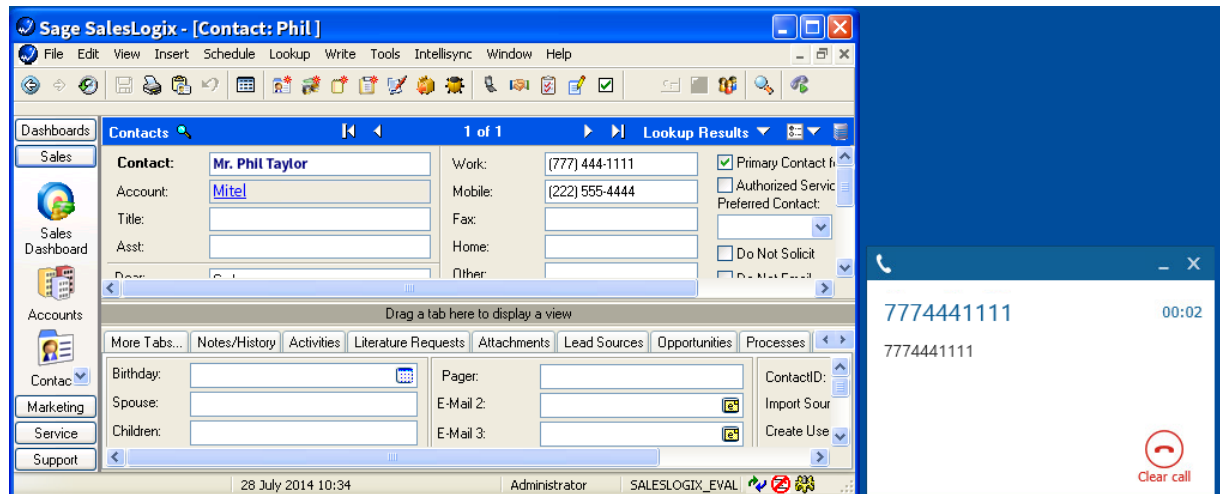 Sage SalesLogix - [Contact: Phil ]
File Edit View Insert Schedule Lookup Write Tools Intellisync Window Help
Dashboards
Sales
Sales Dashboard
Accounts
Contac
Marketing
Service
Support
Contacts 1 of 1 Lookup Results
Contact: Mr. Phil Taylor Work: (777) 444-1111 Primary Contact f
Account: Mitel Mobile: (222) 555-4444 Authorized Servic
Preferred Contact:
Title: Fax:
Asst: Home: Do Not Solicit
Other: Do Not Email
Drag a tab here to display a view
More Tabs... Notes/History Activities Literature Requests Attachments Lead Sources Opportunities Processes
Birthday: Pager: ContactID:
Spouse: E-Mail 2: Import Sour
Children: E-Mail 3: Create Use
28 July 2014 10:34 Administrator SALESLOGIX_EVAL
7774441111 00:02
7774441111
Clear call